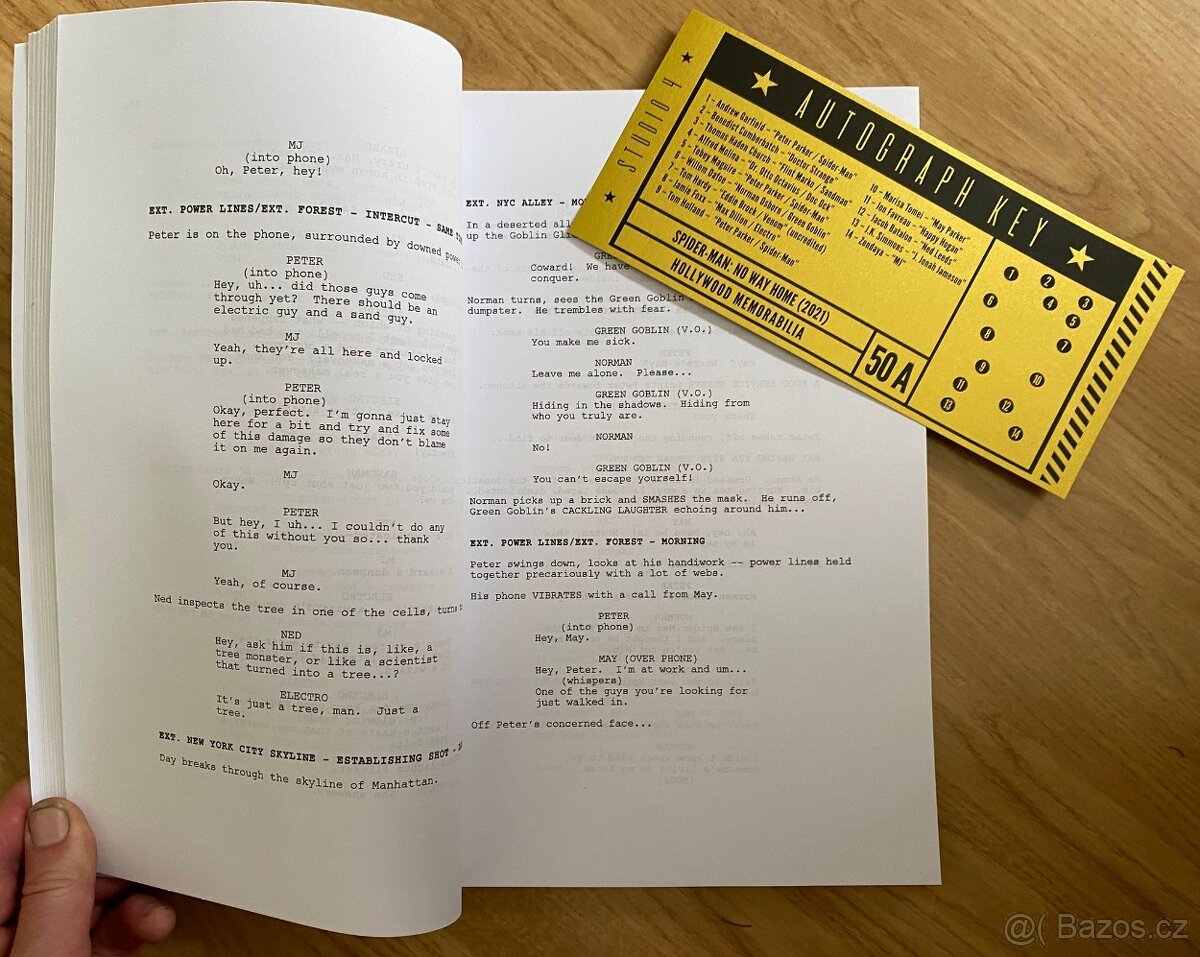 MJ
(into phone)
Oh, Peter, hey!
EXT. POWER LINES/EXT. FOREST - INTERCUT - SAME
Peter is on the phone, surrounded by downed power
PETER
(into phone)
Hey, uh... did those guys come
through yet?  There should be an
electric guy and a sand guy.
MJ
Yeah, they're all here and locked
up.
PETER
(into phone)
Okay, perfect.  I'm gonna just stay
here for a bit and try and fix some
of this damage so they don't blame
it on me again.
MJ
Okay.
PETER
But hey, I uh... I couldn't do any
of this without you so... thank
you.
MJ
Yeah, of course.
Ned inspects the tree in one of the cells, turns
NED
Hey, ask him if this is, like, a
tree monster, or like a scientist
that turned into a tree...?
ELECTRO
It's just a tree, man.  Just a
tree.
EXT. NEW YORK CITY SKYLINE - ESTABLISHING SHOT -
Day breaks through the skyline of Manhattan.
EXT. NYC ALLEY - MO
In a deserted all
up the Goblin Gli
GRE
Coward!  We have
conquer.
Norman turns, sees the Green Goblin
dumpster.  He trembles with fear.
GREEN GOBLIN (V.O.)
You make me sick.
NORMAN
Leave me alone.  Please...
GREEN GOBLIN (V.O.)
Hiding in the shadows.  Hiding from
who you truly are.
NORMAN
No!
GREEN GOBLIN (V.O.)
You can't escape yourself!
Norman picks up a brick and SMASHES the mask.  He runs off,
Green Goblin's CACKLING LAUGHTER echoing around him...
EXT. POWER LINES/EXT. FOREST - MORNING
Peter swings down, looks at his handiwork -- power lines held
together precariously with a lot of webs.
His phone VIBRATES with a call from May.
PETER
(into phone)
Hey, May.
MAY (OVER PHONE)
Hey, Peter.  I'm at work and um...
(whispers)
One of the guys you're looking for
just walked in.
Off Peter's concerned face...
STUDIO 4
AUTOGRAPH KEY
1 - Andrew Garfield - "Peter Parker / Spider-Man"
2 - Benedict Cumberbatch - "Doctor Strange"
3 - Thomas Haden Church - "Flint Marko / Sandman"
4 - Alfred Molina - "Dr. Otto Octavius / Doc Ock"
5 - Tobey Maguire - "Peter Parker / Spider-Man"
6 - Willem Dafoe - "Norman Osborn / Green Goblin"
7 - Tom Hardy - "Eddie Brock / Venom" (uncredited)
8 - Jamie Foxx - "Max Dillon / Electro"
9 - Tom Holland - "Peter Parker / Spider-Man"
10 - Marisa Tomei - "May Parker"
11 - Jon Favreau - "Happy Hogan"
12 - Jacob Batalon - "Ned Leeds"
13 - J.K. Simmons - "J. Jonah Jameson"
14 - Zendaya - "MJ"
SPIDER-MAN: NO WAY HOME (2021)
HOLLYWOOD MEMORABILIA
50A
1
2
3
6
4
5
8
7
9
10
11
12
13
14
@( Bazos.cz